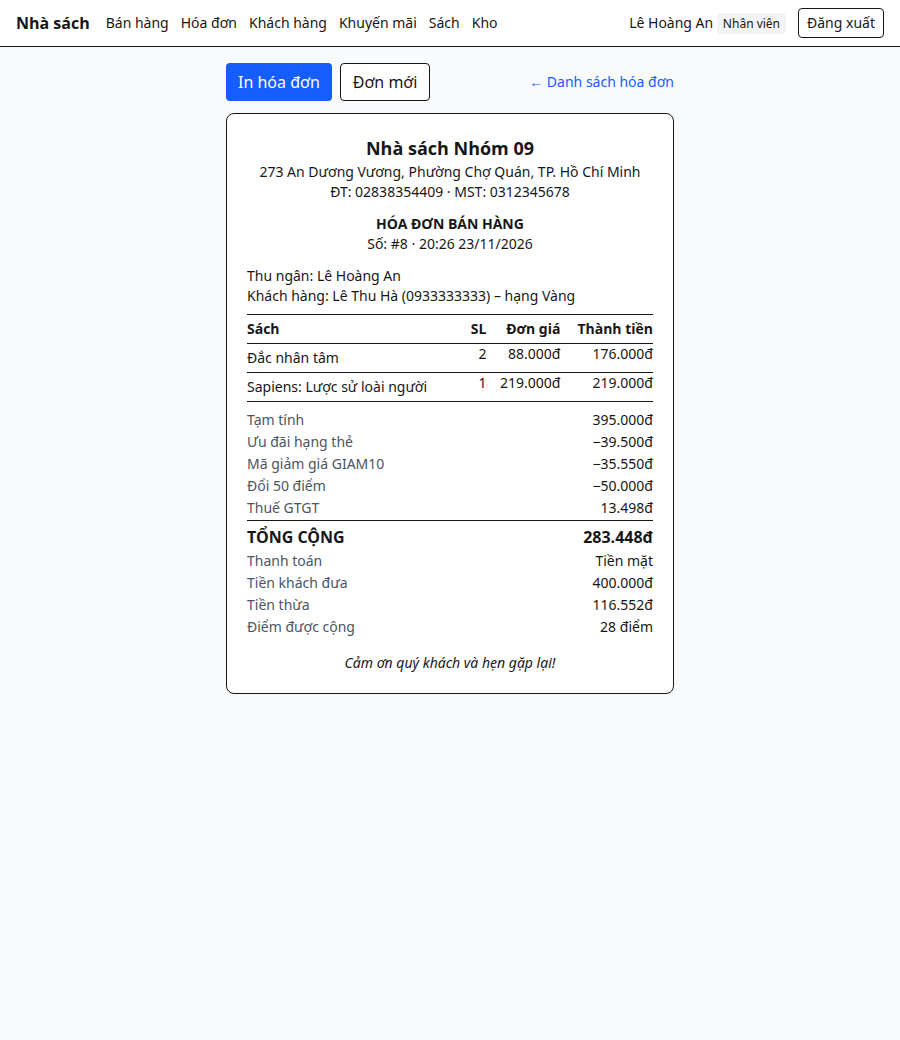 Nhà sách Bán hàng Hóa đơn Khách hàng Khuyến mãi Sách Kho Lê Hoàng An Nhân viên Đăng xuất
In hóa đơn Đơn mới ← Danh sách hóa đơn
Nhà sách Nhóm 09
273 An Dương Vương, Phường Chợ Quán, TP. Hồ Chí Minh
ĐT: 02838354409 · MST: 0312345678
HÓA ĐƠN BÁN HÀNG
Số: #8 · 20:26 23/11/2026
Thu ngân: Lê Hoàng An
Khách hàng: Lê Thu Hà (0933333333) – hạng Vàng
Sách SL Đơn giá Thành tiền
Đắc nhân tâm 2 88.000đ 176.000đ
Sapiens: Lược sử loài người 1 219.000đ 219.000đ
Tạm tính 395.000đ
Ưu đãi hạng thẻ −39.500đ
Mã giảm giá GIAM10 −35.550đ
Đổi 50 điểm −50.000đ
Thuế GTGT 13.498đ
TỔNG CỘNG 283.448đ
Thanh toán Tiền mặt
Tiền khách đưa 400.000đ
Tiền thừa 116.552đ
Điểm được cộng 28 điểm
Cảm ơn quý khách và hẹn gặp lại!